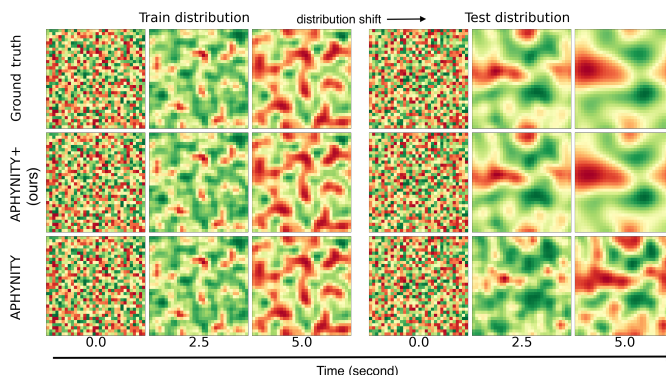 Train distribution
distribution shift
Test distribution
Ground truth
APHYNITY+
(ours)
APHYNITY
0.0 2.5 5.0 0.0 2.5 5.0
Time (second)